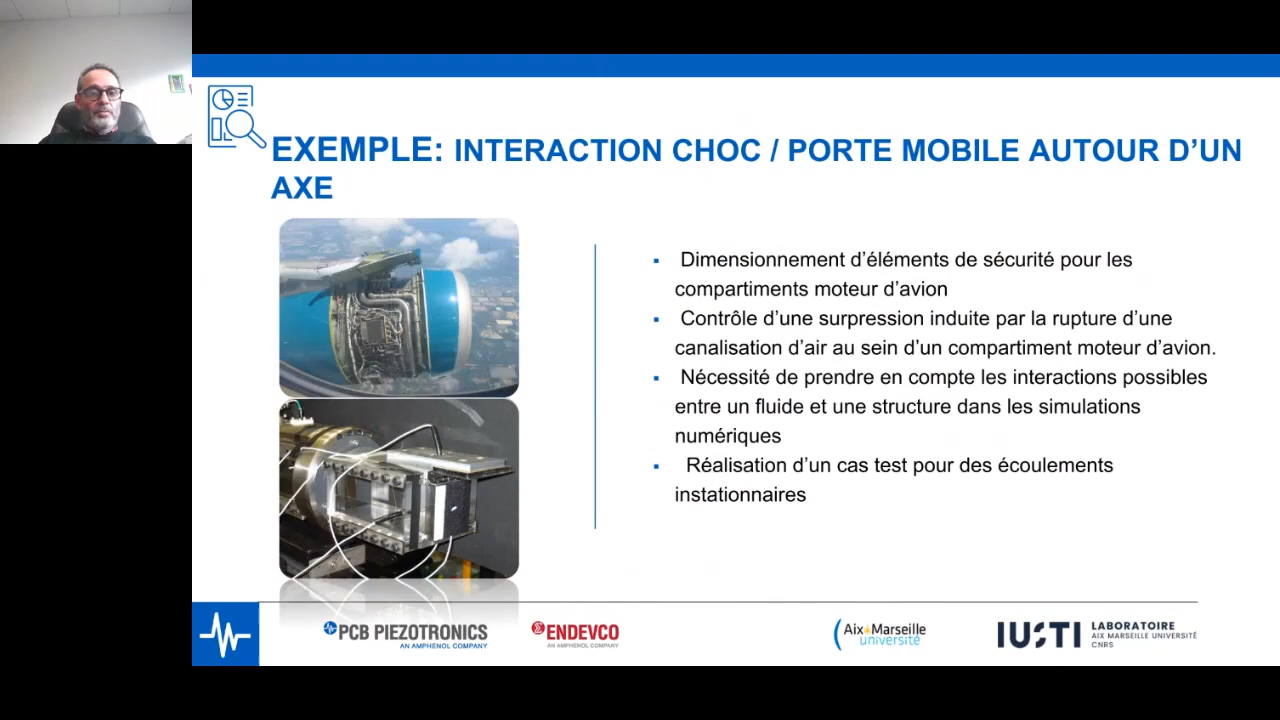 EXEMPLE: INTERACTION CHOC / PORTE MOBILE AUTOUR D’UN
AXE
▪ Dimensionnement d’éléments de sécurité pour les
compartiments moteur d’avion
▪ Contrôle d’une surpression induite par la rupture d’une
canalisation d’air au sein d’un compartiment moteur d’avion.
▪ Nécessité de prendre en compte les interactions possibles
entre un fluide et une structure dans les simulations
numériques
▪ Réalisation d’un cas test pour des écoulements
instationnaires
PCB PIEZOTRONICS
AN AMPHENOL COMPANY
ENDEVCO
AN AMPHENOL COMPANY
Aix Marseille
université
IUSTI
LABORATOIRE
AIX MARSEILLE UNIVERSITÉ
CNRS